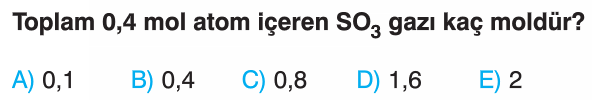 Toplam 0,4 mol atom içeren SO₃ gazı kaç moldür?
A) 0,1 B) 0,4 C) 0,8 D) 1,6 E) 2